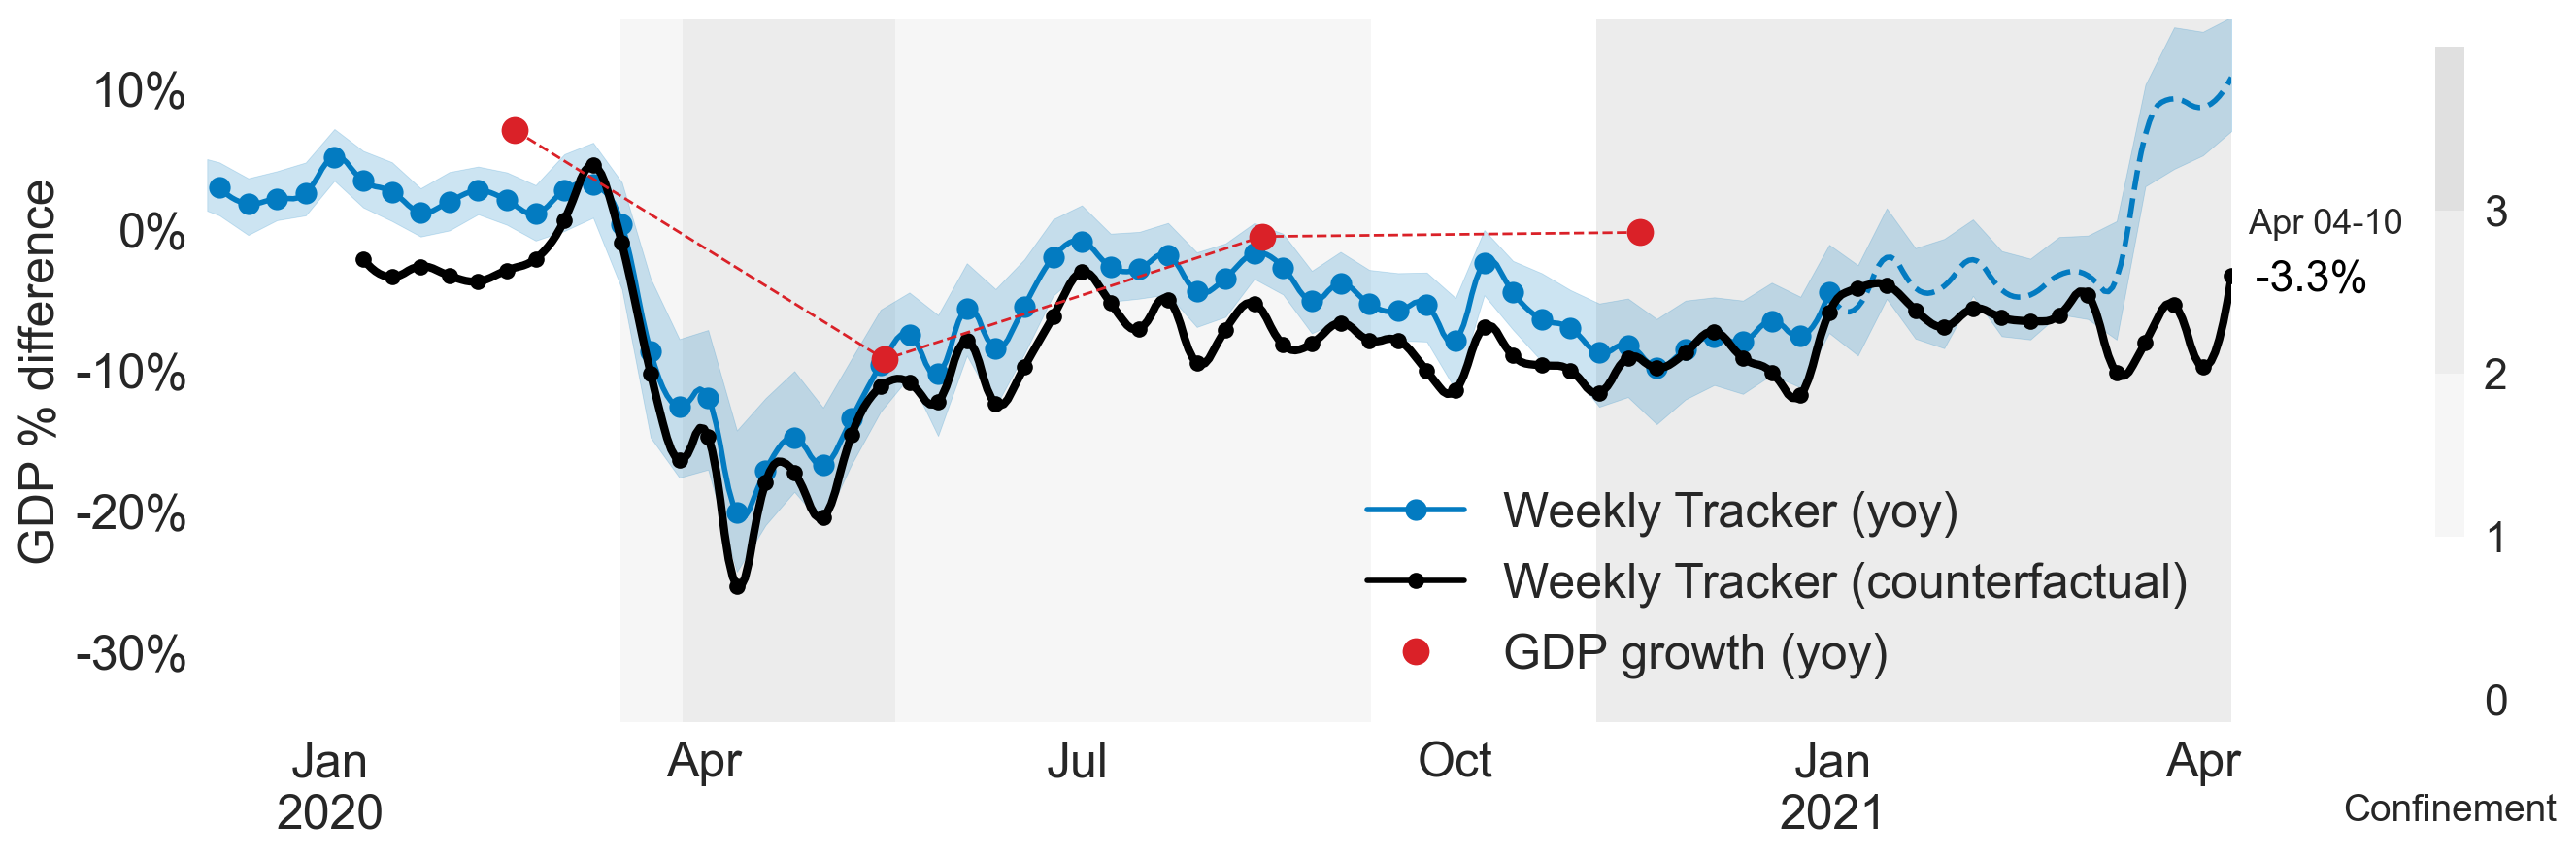 GDP % difference
10%
0%
-10%
-20%
-30%
Jan
2020
Apr
Jul
Oct
Jan
2021
Apr
Weekly Tracker (yoy)
Weekly Tracker (counterfactual)
GDP growth (yoy)
Apr 04-10
-3.3%
3
2
1
0
Confinement